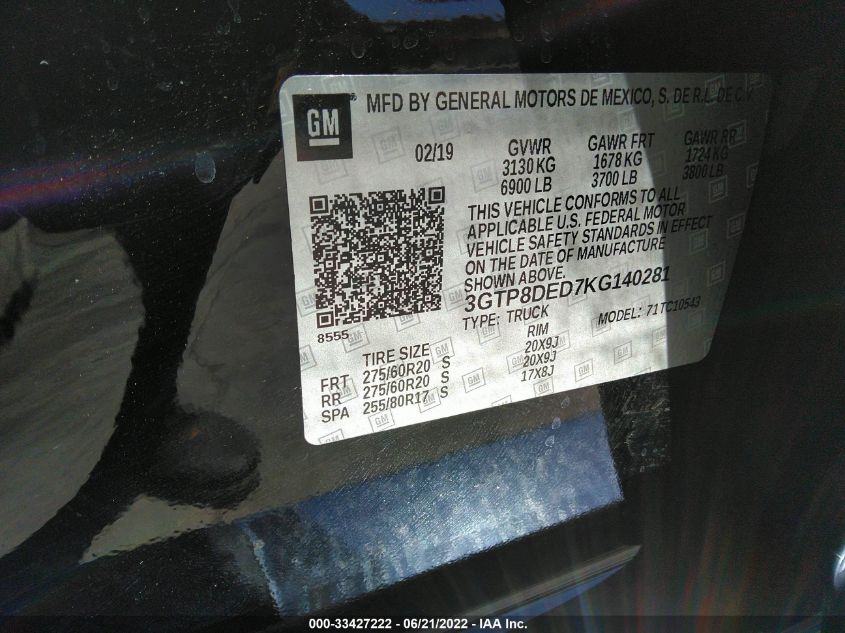 GM
MFD BY GENERAL MOTORS DE MEXICO, S. DE R.L. DE C.V.
02/19
GVWR GAWR FRT GAWR RR
3130 KG 1678 KG 1724 KG
6900 LB 3700 LB 3800 LB
THIS VEHICLE CONFORMS TO ALL
APPLICABLE U.S. FEDERAL MOTOR
VEHICLE SAFETY STANDARDS IN EFFECT
ON THE DATE OF MANUFACTURE
SHOWN ABOVE.
3GTP8DED7KG140281
TYPE: TRUCK MODEL: 71TC10543
8555
TIRE SIZE RIM
FRT 275/60R20 S 20X9J
RR 275/60R20 S 20X9J
SPA 255/80R17 S 17X8J
000-33427222 - 06/21/2022 - IAA Inc.